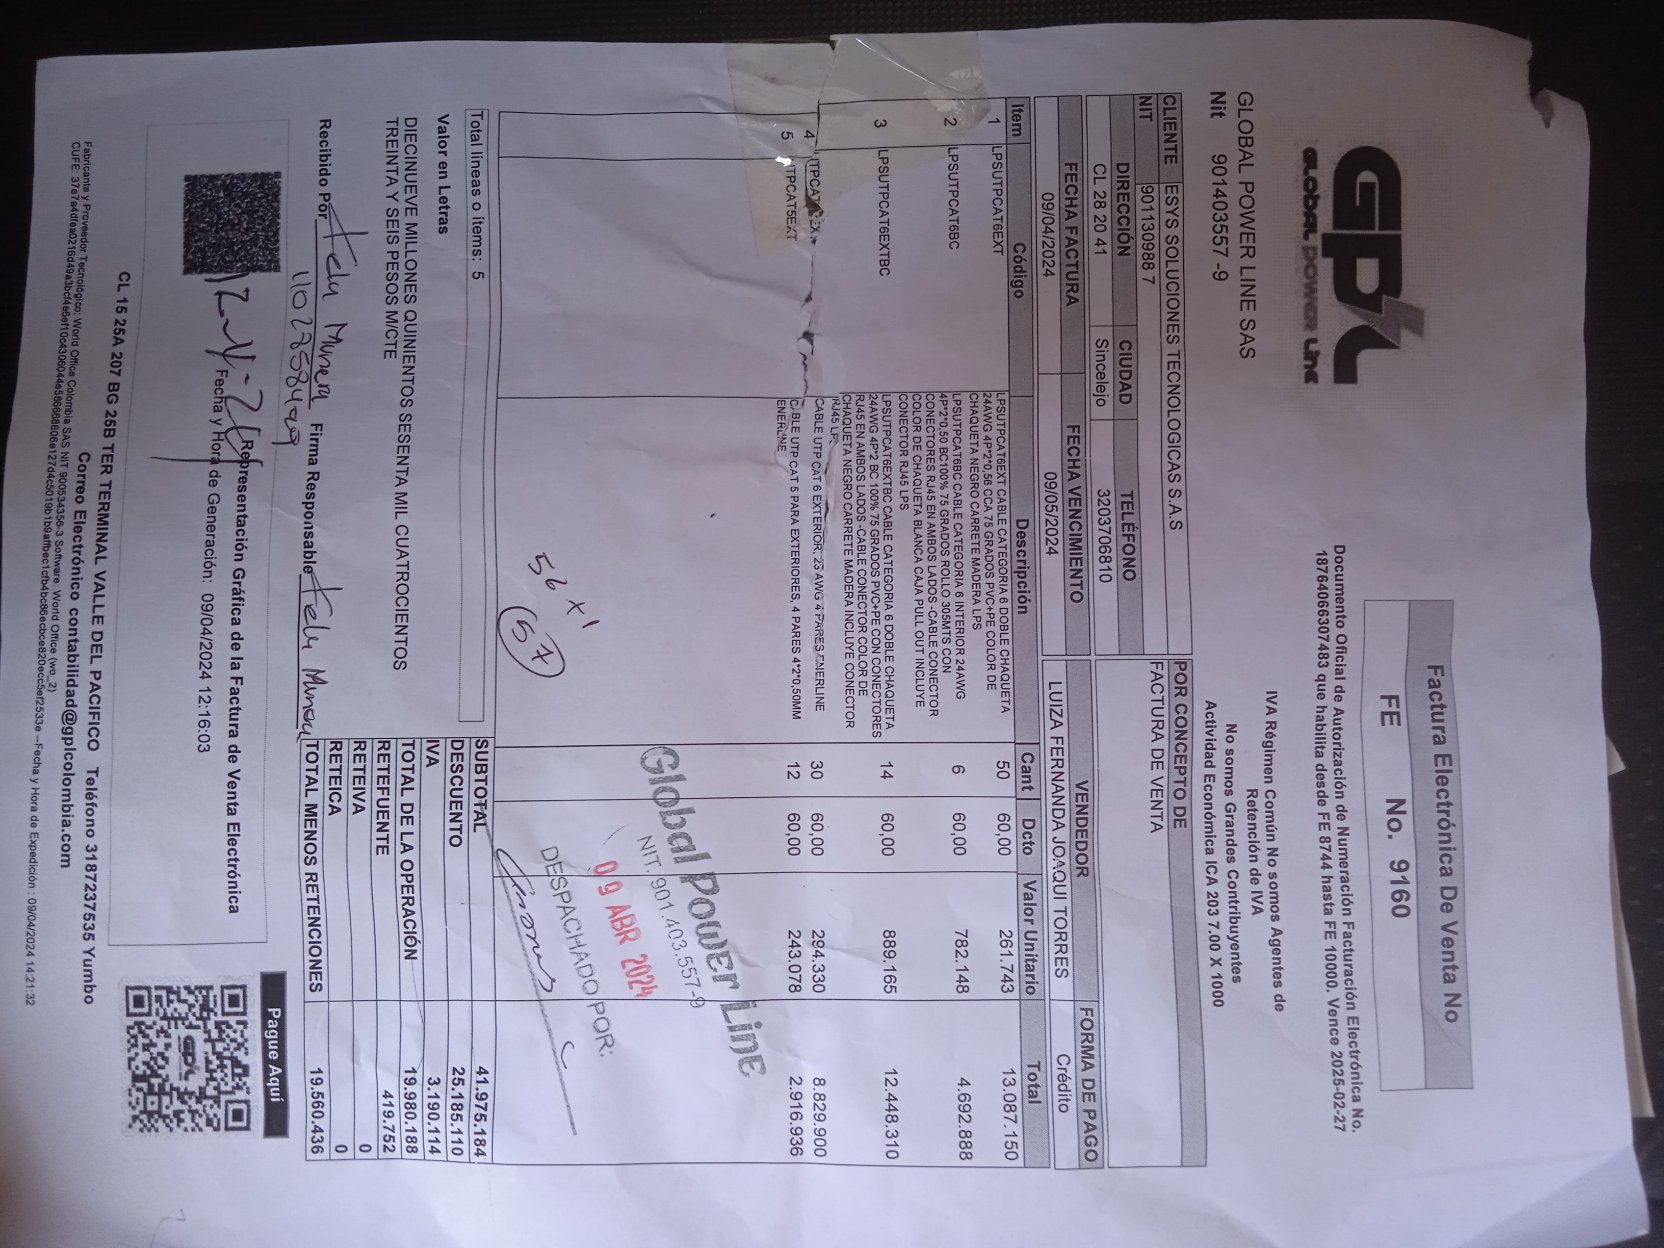 GPL
GLOBAL POWER LINE
Factura Electrónica De Venta No
FE No. 9160
Documento Oficial de Autorización de Numeración Facturación Electrónica No.
18764066307483 que habilita desde FE 8744 hasta FE 10000. Vence 2025-02-27
GLOBAL POWER LINE SAS
Nit 901403557 -9
IVA Régimen Común No somos Agentes de
Retención de IVA
No somos Grandes Contribuyentes
Actividad Económica ICA 203 7.00 X 1000
CLIENTE ESYS SOLUCIONES TECNOLOGICAS S.A.S
NIT 901130988 7
POR CONCEPTO DE
FACTURA DE VENTA
DIRECCIÓN CIUDAD TELÉFONO
CL 28 20 41 Sincelejo 3203706810
FECHA FACTURA FECHA VENCIMIENTO VENDEDOR FORMA DE PAGO
09/04/2024 09/05/2024 LUIZA FERNANDA JOAQUI TORRES Crédito
Item Código Descripción Cant Dcto Valor Unitario Total
1 LPSUTPCAT6EXT LPSUTPCAT6EXT CABLE CATEGORIA 6 DOBLE CHAQUETA 50 60,00 261.743 13.087.150
24AWG 4P*2*0,56 CCA 75 GRADOS PVC+PE COLOR DE
CHAQUETA NEGRO CARRETE MADERA LPS
2 LPSUTPCAT6BC LPSUTPCAT6BC CABLE CATEGORIA 6 INTERIOR 24AWG 6 60,00 782.148 4.692.888
4P*2*0,50 BC100% 75 GRADOS ROLLO 305MTS CON
CONECTORES RJ45 EN AMBOS LADOS -CABLE CONECTOR
COLOR DE CHAQUETA BLANCA CAJA PULL OUT INCLUYE
CONECTOR RJ45 LPS
3 LPSUTPCAT6EXTBC LPSUTPCAT6EXTBC CABLE CATEGORIA 6 DOBLE CHAQUETA 14 60,00 889.165 12.448.310
24AWG 4P*2 BC 100% 75 GRADOS PVC+PE CON CONECTORES
RJ45 EN AMBOS LADOS -CABLE CONECTOR COLOR DE
CHAQUETA NEGRO CARRETE MADERA INCLUYE CONECTOR
RJ45
4 CABLE UTP CAT 6 EXTERIOR, 23 AWG 4 PARES ENERLINE 30 60,00 294.330 8.829.900
5 UTPCAT5EXT CABLE UTP CAT 5 PARA EXTERIORES, 4 PARES 4*2*0,50MM 12 60,00 243.078 2.916.936
ENERLINE
Global Power Line
NIT. 901.403.557-9
09 ABR 2024
DESPACHADO POR:
56 x 1
57
Total líneas o ítems: 5
Valor en Letras
DIECINUEVE MILLONES QUINIENTOS SESENTA MIL CUATROCIENTOS
TREINTA Y SEIS PESOS M/CTE
SUBTOTAL 41.975.184
DESCUENTO 25.185.110
IVA 3.190.114
TOTAL DE LA OPERACIÓN 19.980.188
RETEFUENTE 419.752
RETEIVA 0
RETEICA 0
TOTAL MENOS RETENCIONES 19.560.436
Recibido Por Firma Responsable
Representación Gráfica de la Factura de Venta Electrónica
Fecha y Hora de Generación: 09/04/2024 12:16:03
Pague Aquí
CL 15 25A 207 BG 25B TER TERMINAL VALLE DEL PACIFICO Teléfono 3187237535 Yumbo
Correo Electrónico contabilidad@gplcolombia.com
Fabricante y Proveedor Tecnológico: World Office Colombia SAS NIT 900534356-3 Software: World Office (wo_2)